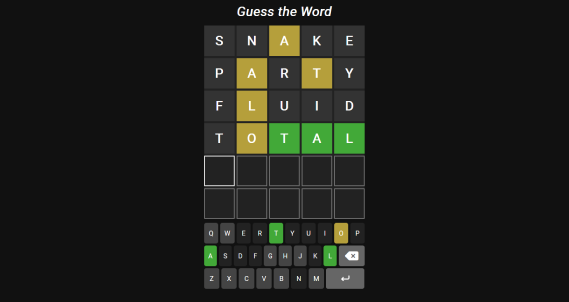 Guess the Word
S N A K E
P A R T Y
F L U I D
T O T A L
Q W E R T Y U I O P
A S D F G H J K L
Z X C V B N M